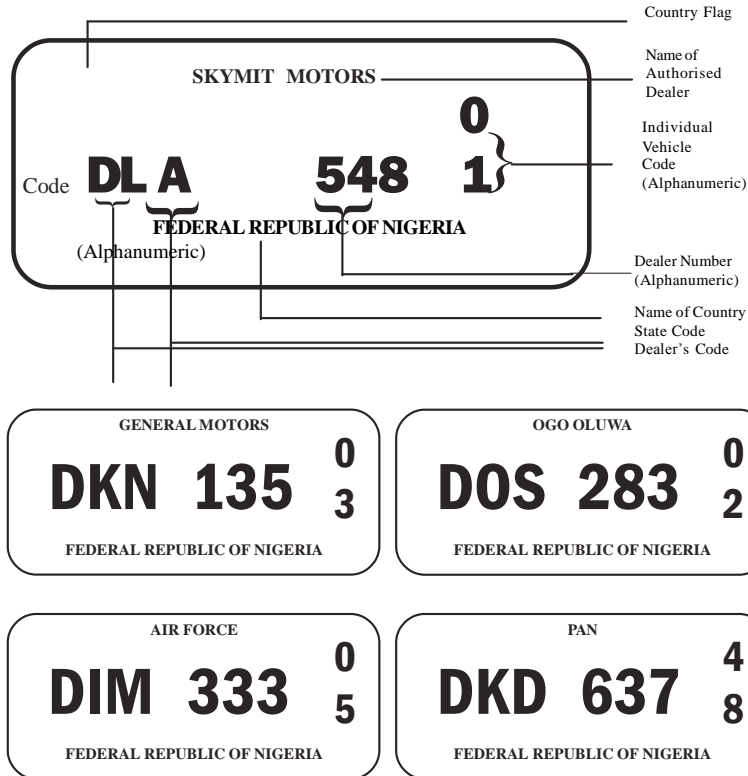 Country Flag
SKYMIT MOTORS
Name of
Authorised
Dealer
0
Individual
Vehicle
Code
(Alphanumeric)
Code DLA 548 1
FEDERAL REPUBLIC OF NIGERIA
(Alphanumeric)
Dealer Number
(Alphanumeric)
Name of Country
State Code
Dealer's Code
GENERAL MOTORS
DKN 135 0
3
FEDERAL REPUBLIC OF NIGERIA
OGO OLUWA
DOS 283 0
2
FEDERAL REPUBLIC OF NIGERIA
AIR FORCE
DIM 333 0
5
FEDERAL REPUBLIC OF NIGERIA
PAN
DKD 637 4
8
FEDERAL REPUBLIC OF NIGERIA